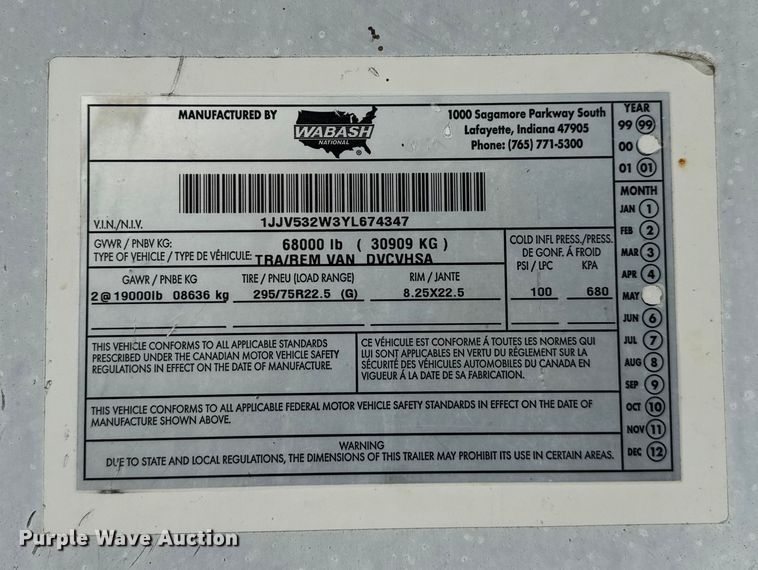 MANUFACTURED BY
WABASH
NATIONAL
®
1000 Sagamore Parkway South
Lafayette, Indiana 47905
Phone: (765) 771-5300
V.I.N./N.I.V.
1JJV532W3YL674347
GVWR / PNBV KG: 68000 lb ( 30909 KG )
TYPE OF VEHICLE / TYPE DE VÉHICULE: TRA/REM VAN DVCVHSA
COLD INFL PRESS./PRESS.
DE GONF. Á FROID
PSI / LPC KPA
100 680
GAWR / PNBE KG TIRE / PNEU (LOAD RANGE) RIM / JANTE
2@19000lb 08636 kg 295/75R22.5 (G) 8.25X22.5
THIS VEHICLE CONFORMS TO ALL APPLICABLE STANDARDS
PRESCRIBED UNDER THE CANADIAN MOTOR VEHICLE SAFETY
REGULATIONS IN EFFECT ON THE DATE OF MANUFACTURE.
CE VÉHICULE EST CONFORME Á TOUTES LES NORMES QUI
LUI SONT APPLICABLES EN VERTU DU RÉGLEMENT SUR LA
SÉCURITÉ DES VÉHICULES AUTOMOBILES DU CANADA EN
VIGUEUR Á LA DATE DE SA FABRICATION.
THIS VEHICLE CONFORMS TO ALL APPLICABLE FEDERAL MOTOR VEHICLE SAFETY STANDARDS IN EFFECT ON THE DATE OF
MANUFACTURE SHOWN ABOVE.
WARNING
DUE TO STATE AND LOCAL REGULATIONS, THE DIMENSIONS OF THIS TRAILER MAY PROHIBIT ITS USE IN CERTAIN AREAS.
YEAR
99 99
00
01 01
MONTH
JAN 1
FEB 2
MAR 3
APR 4
MAY
JUN 6
JUL 7
AUG 8
SEP 9
OCT 10
NOV 11
DEC 12
Purple Wave Auction